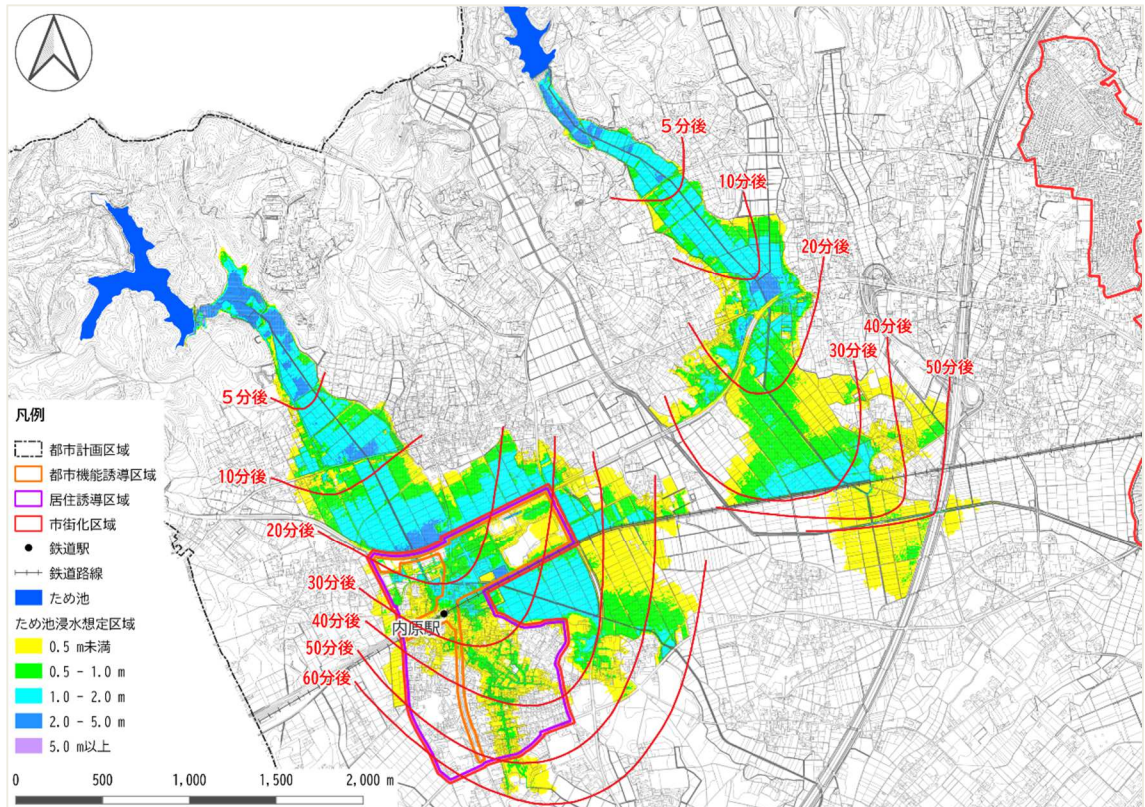 5分後
10分後
20分後
40分後
30分後
50分後
5分後
10分後
20分後
30分後
40分後
50分後
60分後
内原駅
凡例
都市計画区域
都市機能誘導区域
居住誘導区域
市街化区域
鉄道駅
鉄道路線
ため池
ため池浸水想定区域
0.5 m未満
0.5 - 1.0 m
1.0 - 2.0 m
2.0 - 5.0 m
5.0 m以上
0 500 1,000 1,500 2,000 m